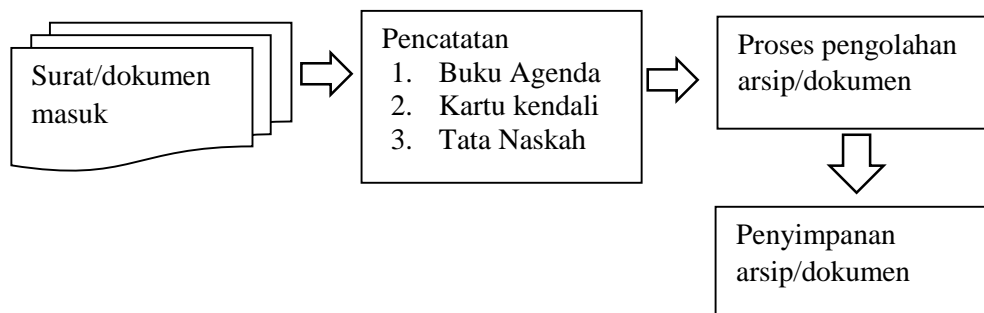 Surat/dokumen
masuk
Pencatatan
1. Buku Agenda
2. Kartu kendali
3. Tata Naskah
Proses pengolahan
arsip/dokumen
Penyimpanan
arsip/dokumen